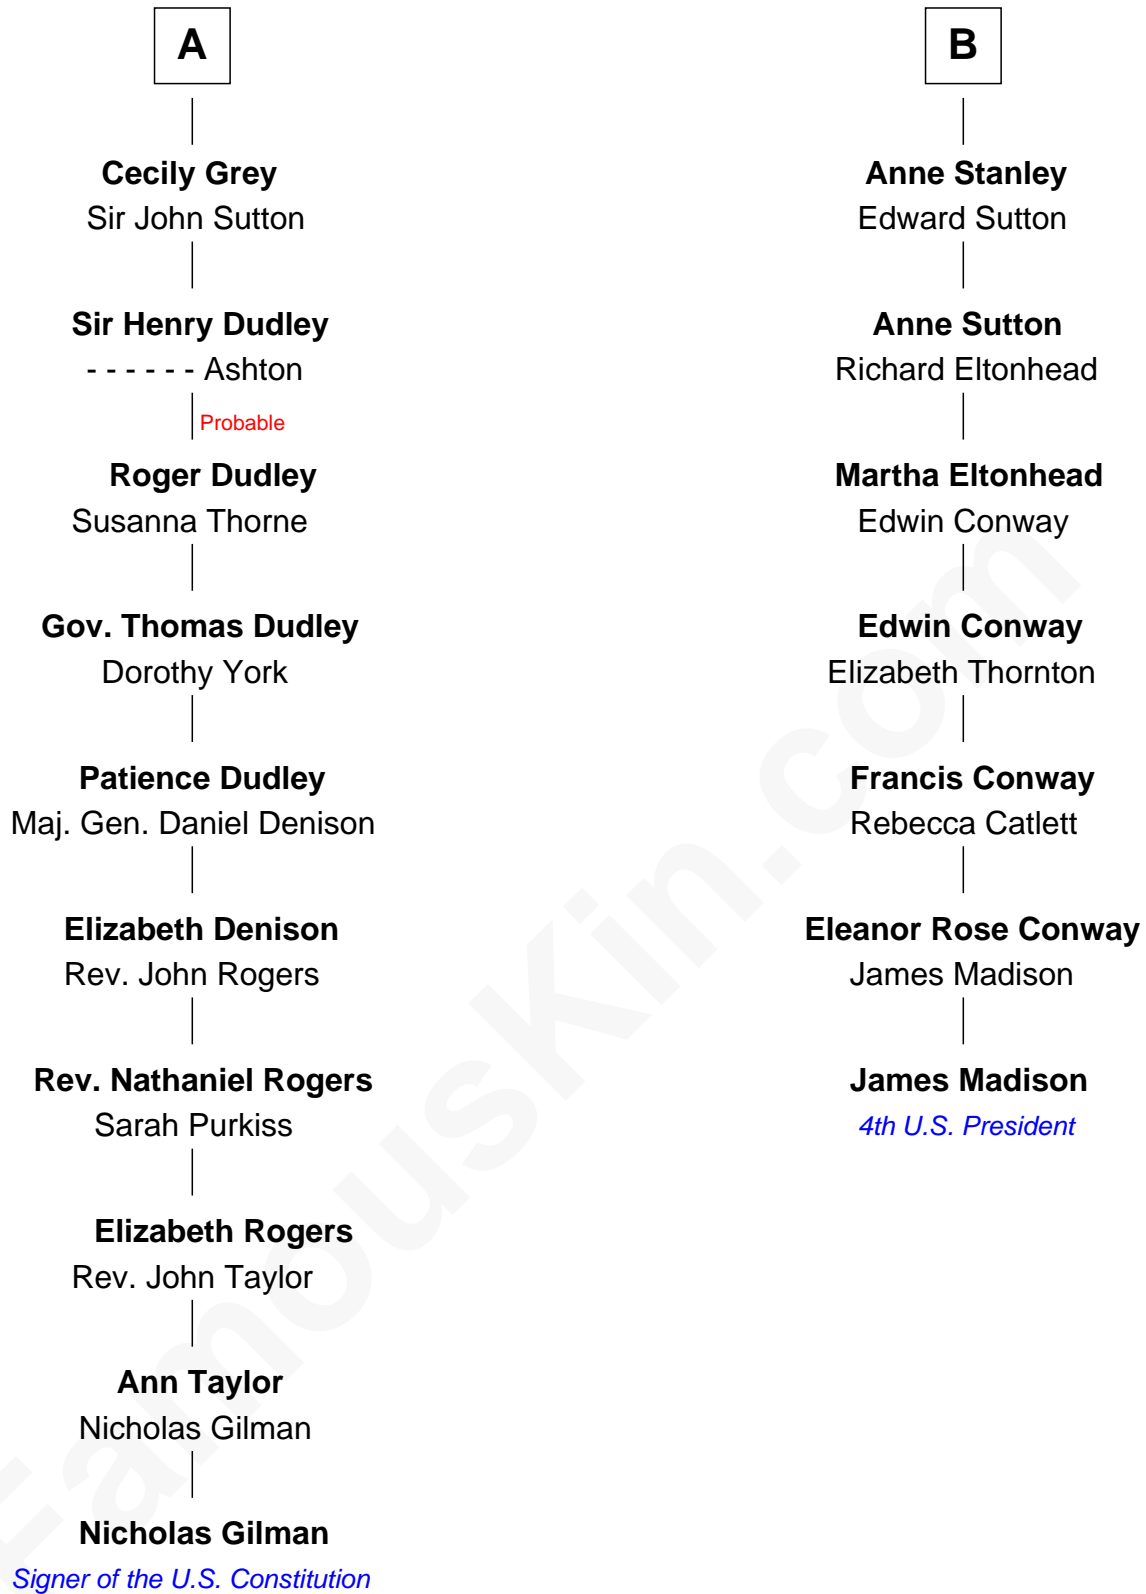 A
Cecily Grey
Sir John Sutton
Sir Henry Dudley
- - - - - - Ashton
Probable
Roger Dudley
Susanna Thorne
Gov. Thomas Dudley
Dorothy York
Patience Dudley
Maj. Gen. Daniel Denison
Elizabeth Denison
Rev. John Rogers
Rev. Nathaniel Rogers
Sarah Purkiss
Elizabeth Rogers
Rev. John Taylor
Ann Taylor
Nicholas Gilman
Nicholas Gilman
Signer of the U.S. Constitution
B
Anne Stanley
Edward Sutton
Anne Sutton
Richard Eltonhead
Martha Eltonhead
Edwin Conway
Edwin Conway
Elizabeth Thornton
Francis Conway
Rebecca Catlett
Eleanor Rose Conway
James Madison
James Madison
4th U.S. President
FamousKin.com